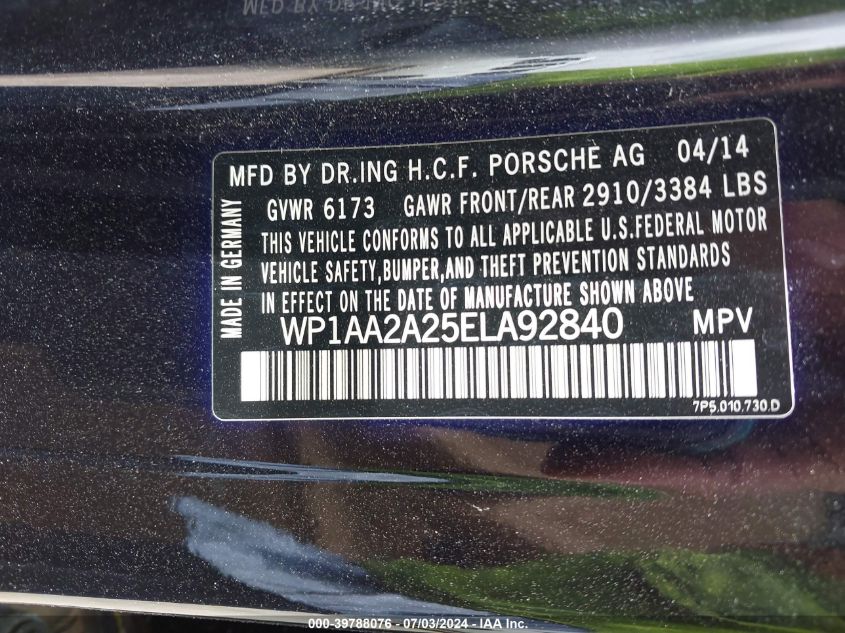 MFD BY DR.ING H.C.F. PORSCHE AG 04/14
GVWR 6173 GAWR FRONT/REAR 2910/3384 LBS
THIS VEHICLE CONFORMS TO ALL APPLICABLE U.S.FEDERAL MOTOR
VEHICLE SAFETY,BUMPER,AND THEFT PREVENTION STANDARDS
IN EFFECT ON THE DATE OF MANUFACTURE SHOWN ABOVE
WP1AA2A25ELA92840 MPV
7P5.010.730.D
MADE IN GERMANY
000-39788076 - 07/03/2024 - IAA Inc.